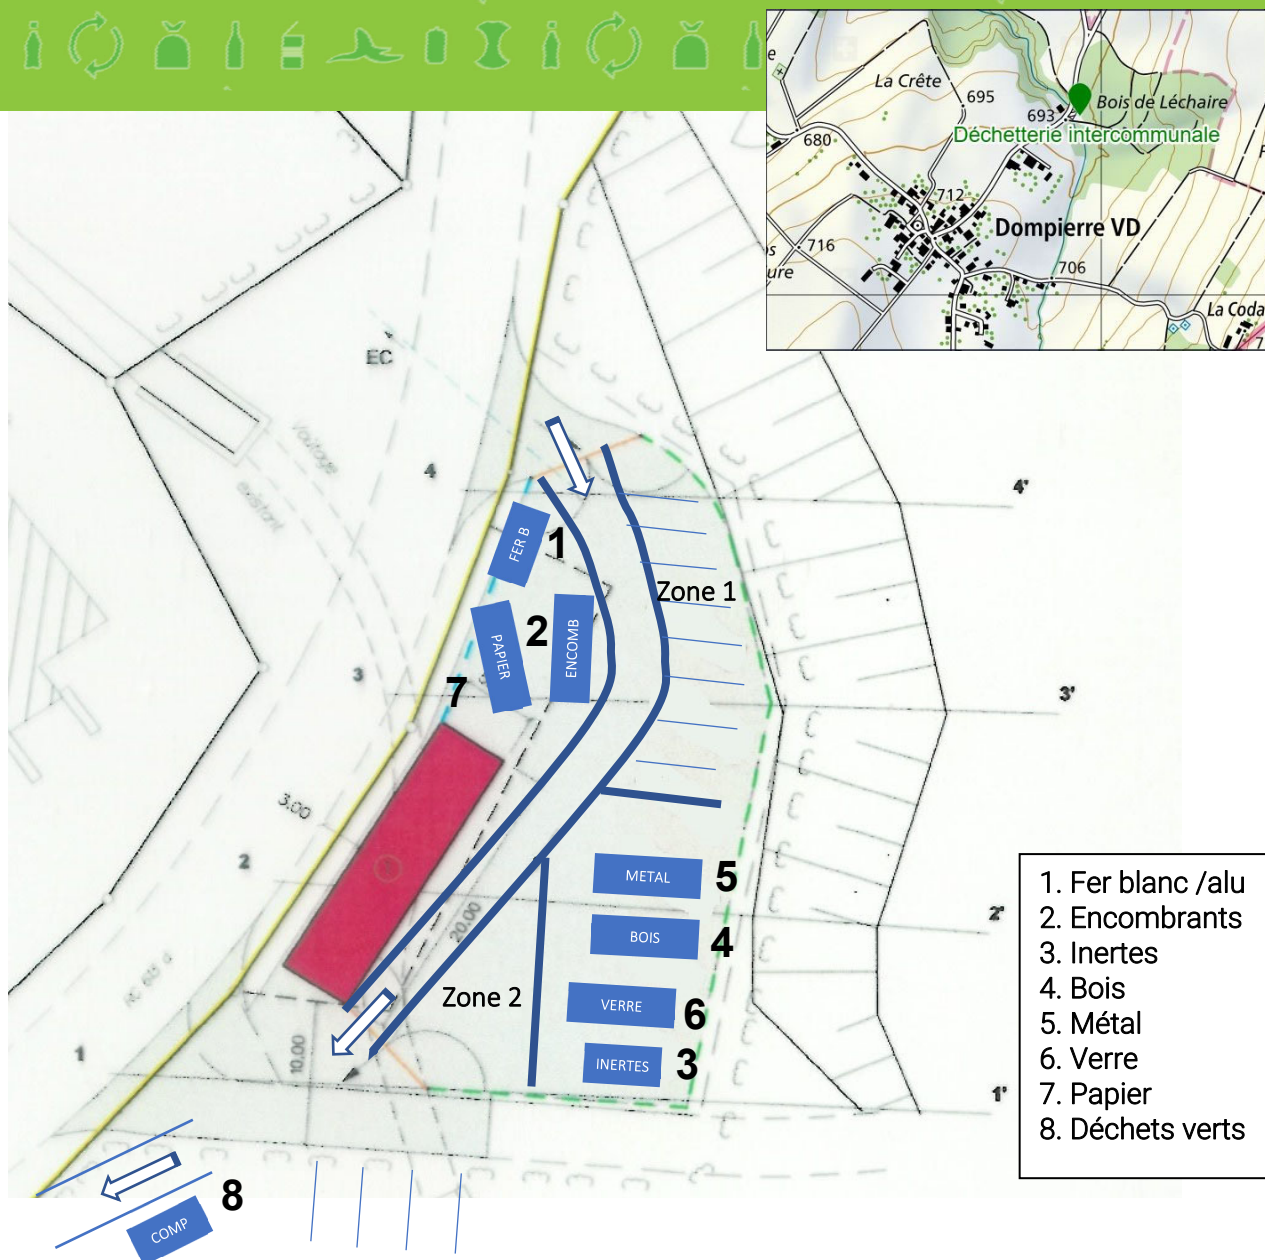 La Crête
695
693
Bois de Léchaire
Déchetterie intercommunale
680
712
Dompierre VD
716
ure
706
La Coda
EC
Voûtage
existant
4
4'
FER B
1
Zone 1
2
PAPIER
ENCOMB
3
7
3'
3.00
2
METAL
5
20.00
BOIS
4
2'
Zone 2
VERRE
6
10.00
INERTES
3
1
1'
8
COMP
1. Fer blanc /alu
2. Encombrants
3. Inertes
4. Bois
5. Métal
6. Verre
7. Papier
8. Déchets verts